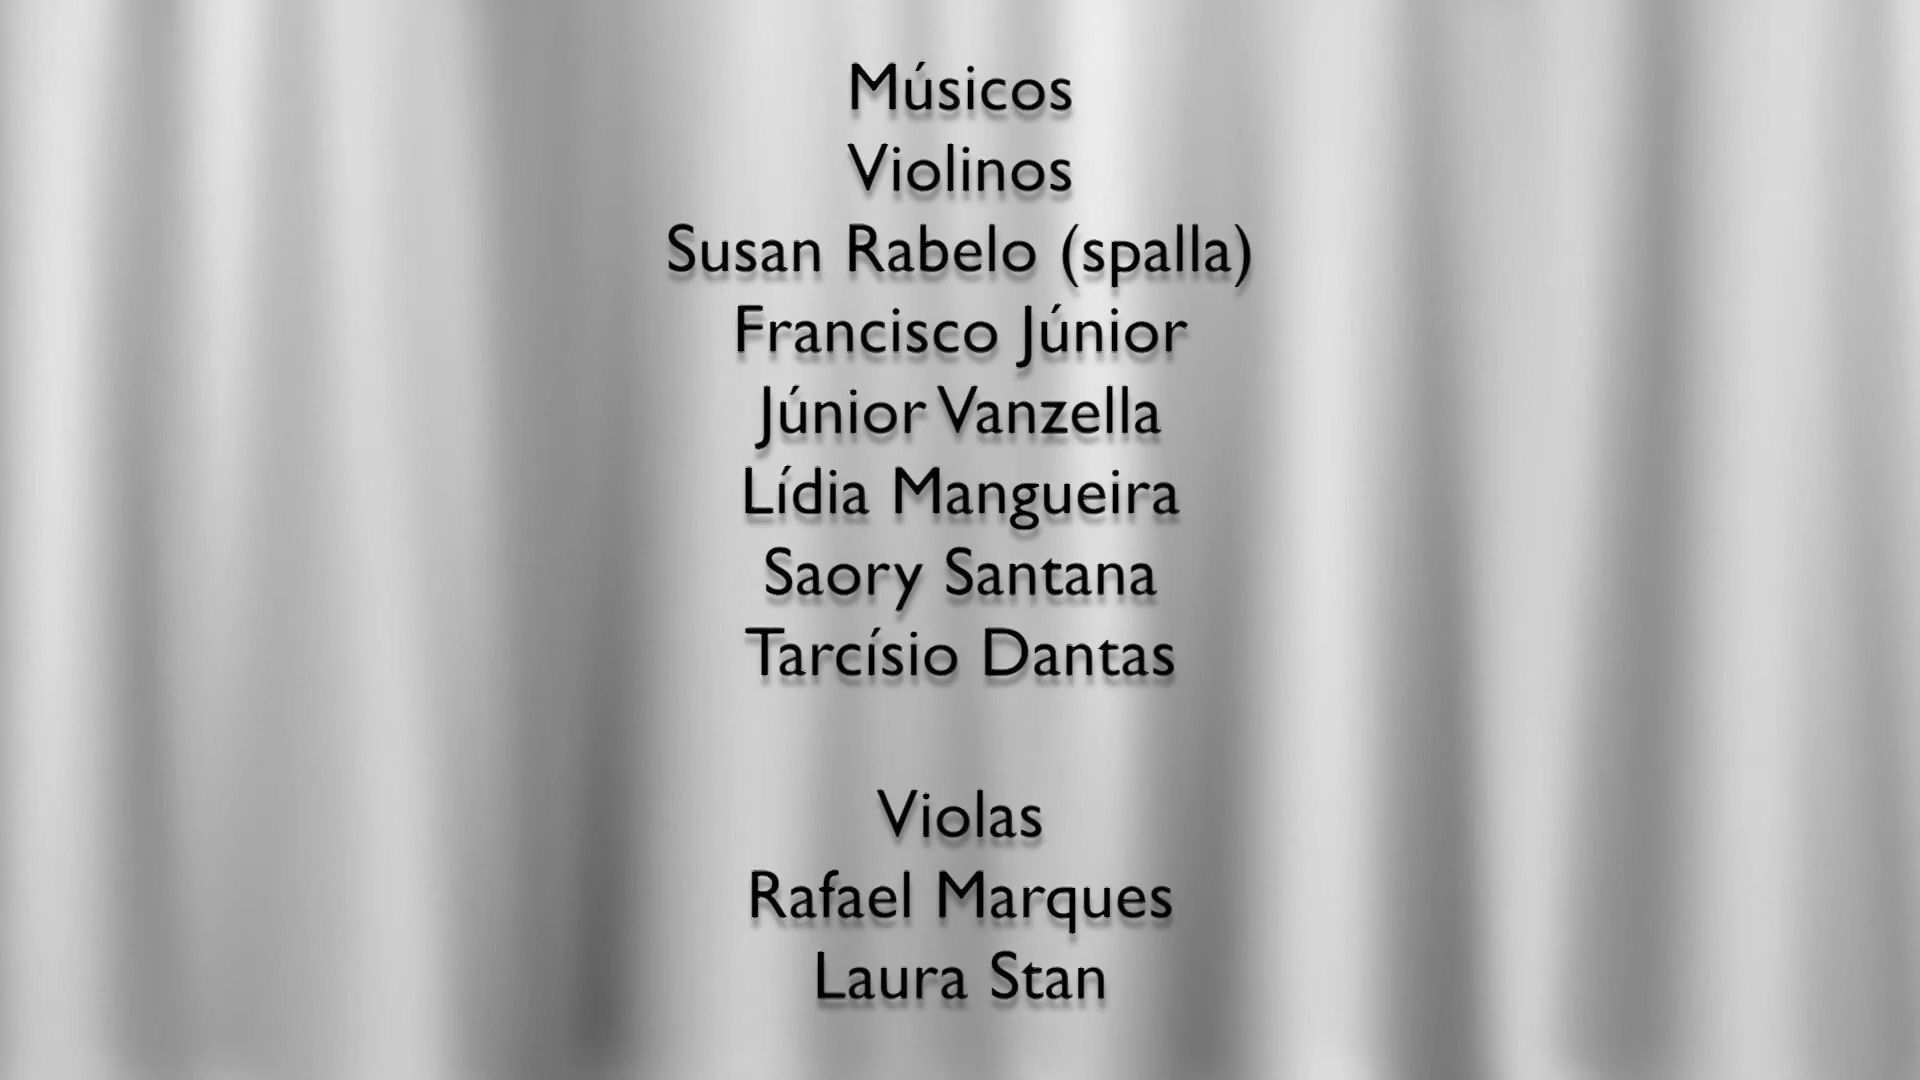 Músicos
Violinos
Susan Rabelo (spalla)
Francisco Júnior
Júnior Vanzella
Lídia Mangueira
Saory Santana
Tarcísio Dantas
Violas
Rafael Marques
Laura Stan